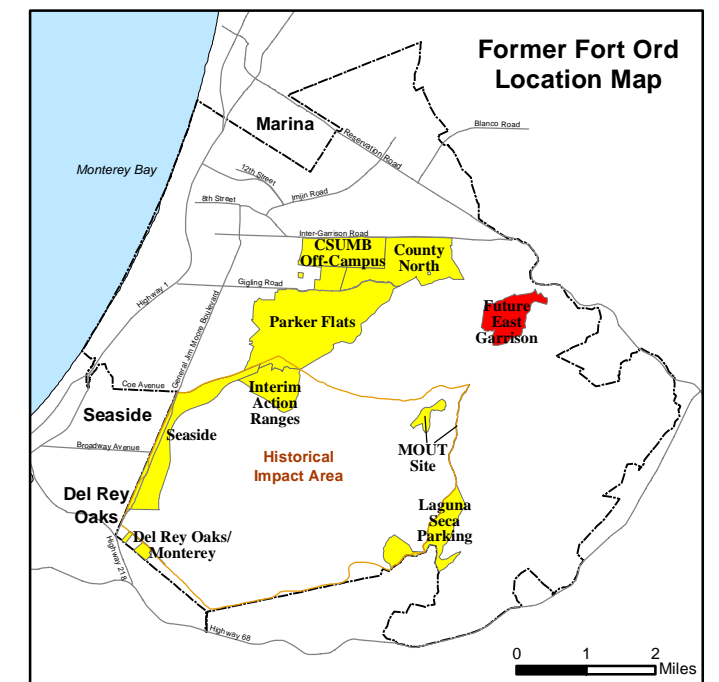 Former Fort Ord
Location Map
Marina
Blanco Road
Reservation Road
Monterey Bay
12th Street
Imjin Road
8th Street
Inter-Garrison Road
CSUMB
Off-Campus
County
North
Gigling Road
Highway 1
General Jim Moore Boulevard
Parker Flats
Future
East
Garrison
Coe Avenue
Interim
Action
Ranges
Seaside
Seaside
Broadway Avenue
MOUT
Site
Historical
Impact Area
Del Rey
Oaks
Laguna
Seca
Parking
Del Rey Oaks/
Monterey
Highway 218
Highway 68
0 1 2
Miles